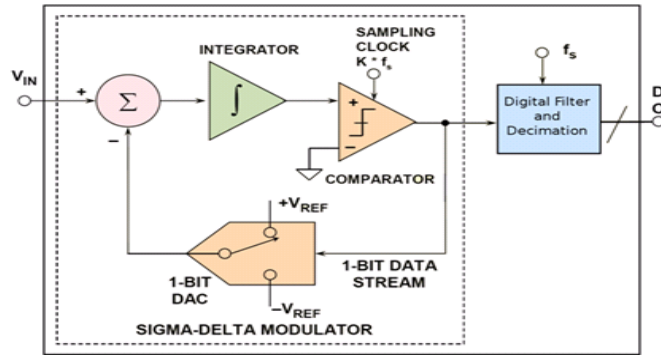 INTEGRATOR
SAMPLING
CLOCK
K * fs
fs
VIN
+
Σ
−
∫
+
−
Digital Filter
and
Decimation
D
O
COMPARATOR
+VREF
1-BIT
DAC
1-BIT DATA
STREAM
−VREF
SIGMA-DELTA MODULATOR